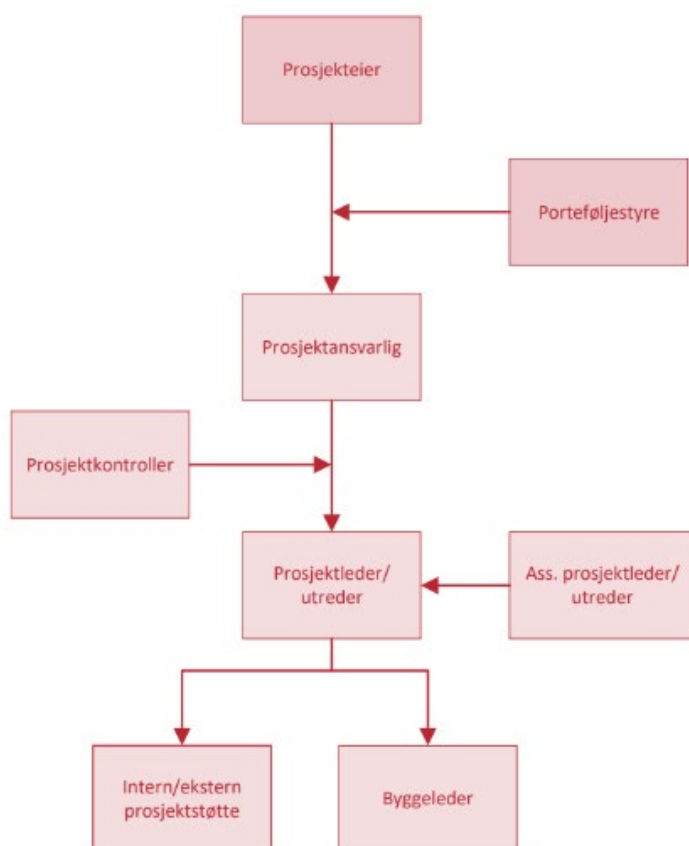 Prosjekteier
Porteføljestyre
Prosjektansvarlig
Prosjektkontroller
Prosjektleder/
utreder
Ass. prosjektleder/
utreder
Intern/ekstern
prosjektstøtte
Byggeleder